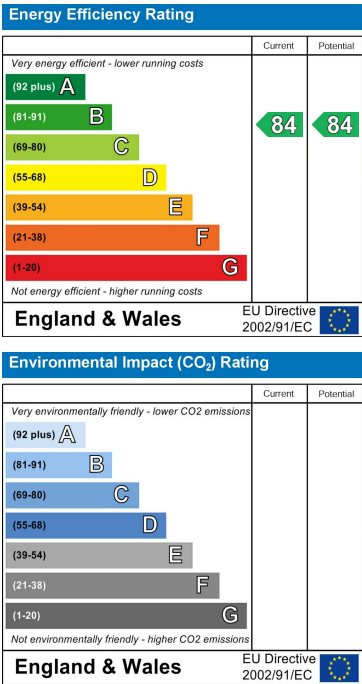 Energy Efficiency Rating
Current Potential
Very energy efficient - lower running costs
(92 plus) A
(81-91) B
84 84
(69-80) C
(55-68) D
(39-54) E
(21-38) F
(1-20) G
Not energy efficient - higher running costs
England & Wales
EU Directive
2002/91/EC
Environmental Impact (CO₂) Rating
Current Potential
Very environmentally friendly - lower CO2 emissions
(92 plus) A
(81-91) B
(69-80) C
(55-68) D
(39-54) E
(21-38) F
(1-20) G
Not environmentally friendly - higher CO2 emissions
England & Wales
EU Directive
2002/91/EC